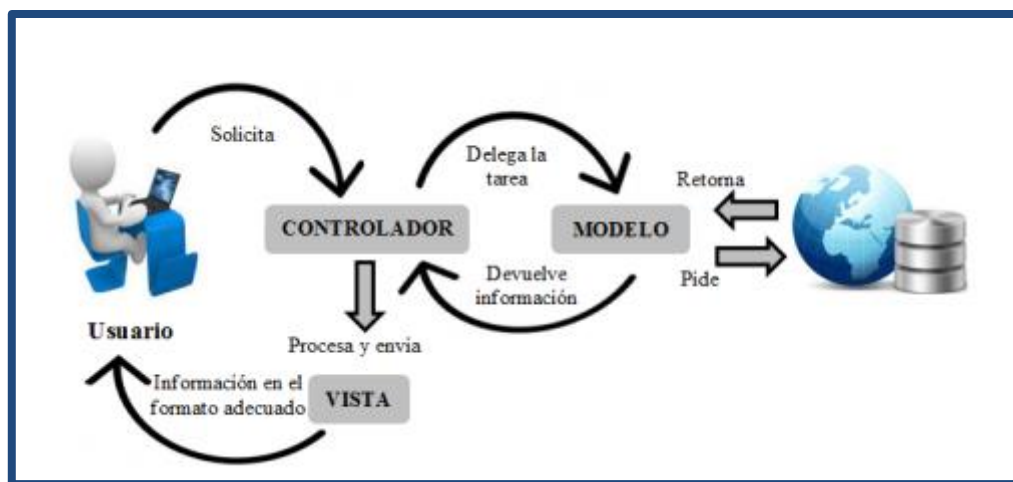 Solicita
Delega la
tarea
Retorna
CONTROLADOR
MODELO
Devuelve
información
Pide
Usuario
Procesa y envia
Información en el
formato adecuado
VISTA